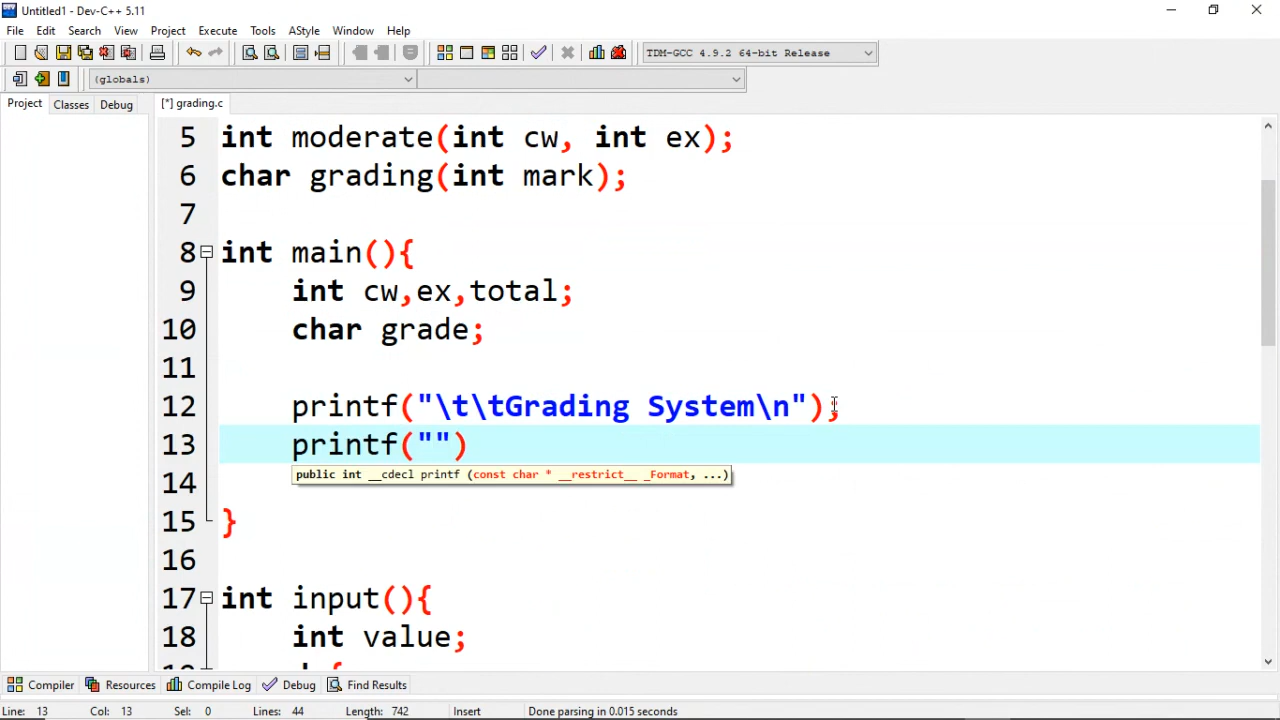 Untitled1 - Dev-C++ 5.11
File Edit Search View Project Execute Tools AStyle Window Help
TDM-GCC 4.9.2 64-bit Release
(globals)
Project Classes Debug [*] grading.c
5 int moderate(int cw, int ex);
6 char grading(int mark);
7
8 int main(){
9 int cw,ex,total;
10 char grade;
11
12 printf("\t\tGrading System\n");
13 printf("")
public int __cdecl printf (const char * __restrict__ _Format, ...)
14
15 }
16
17 int input(){
18 int value;
Compiler Resources Compile Log Debug Find Results
Line: 13 Col: 13 Sel: 0 Lines: 44 Length: 742 Insert Done parsing in 0.015 seconds